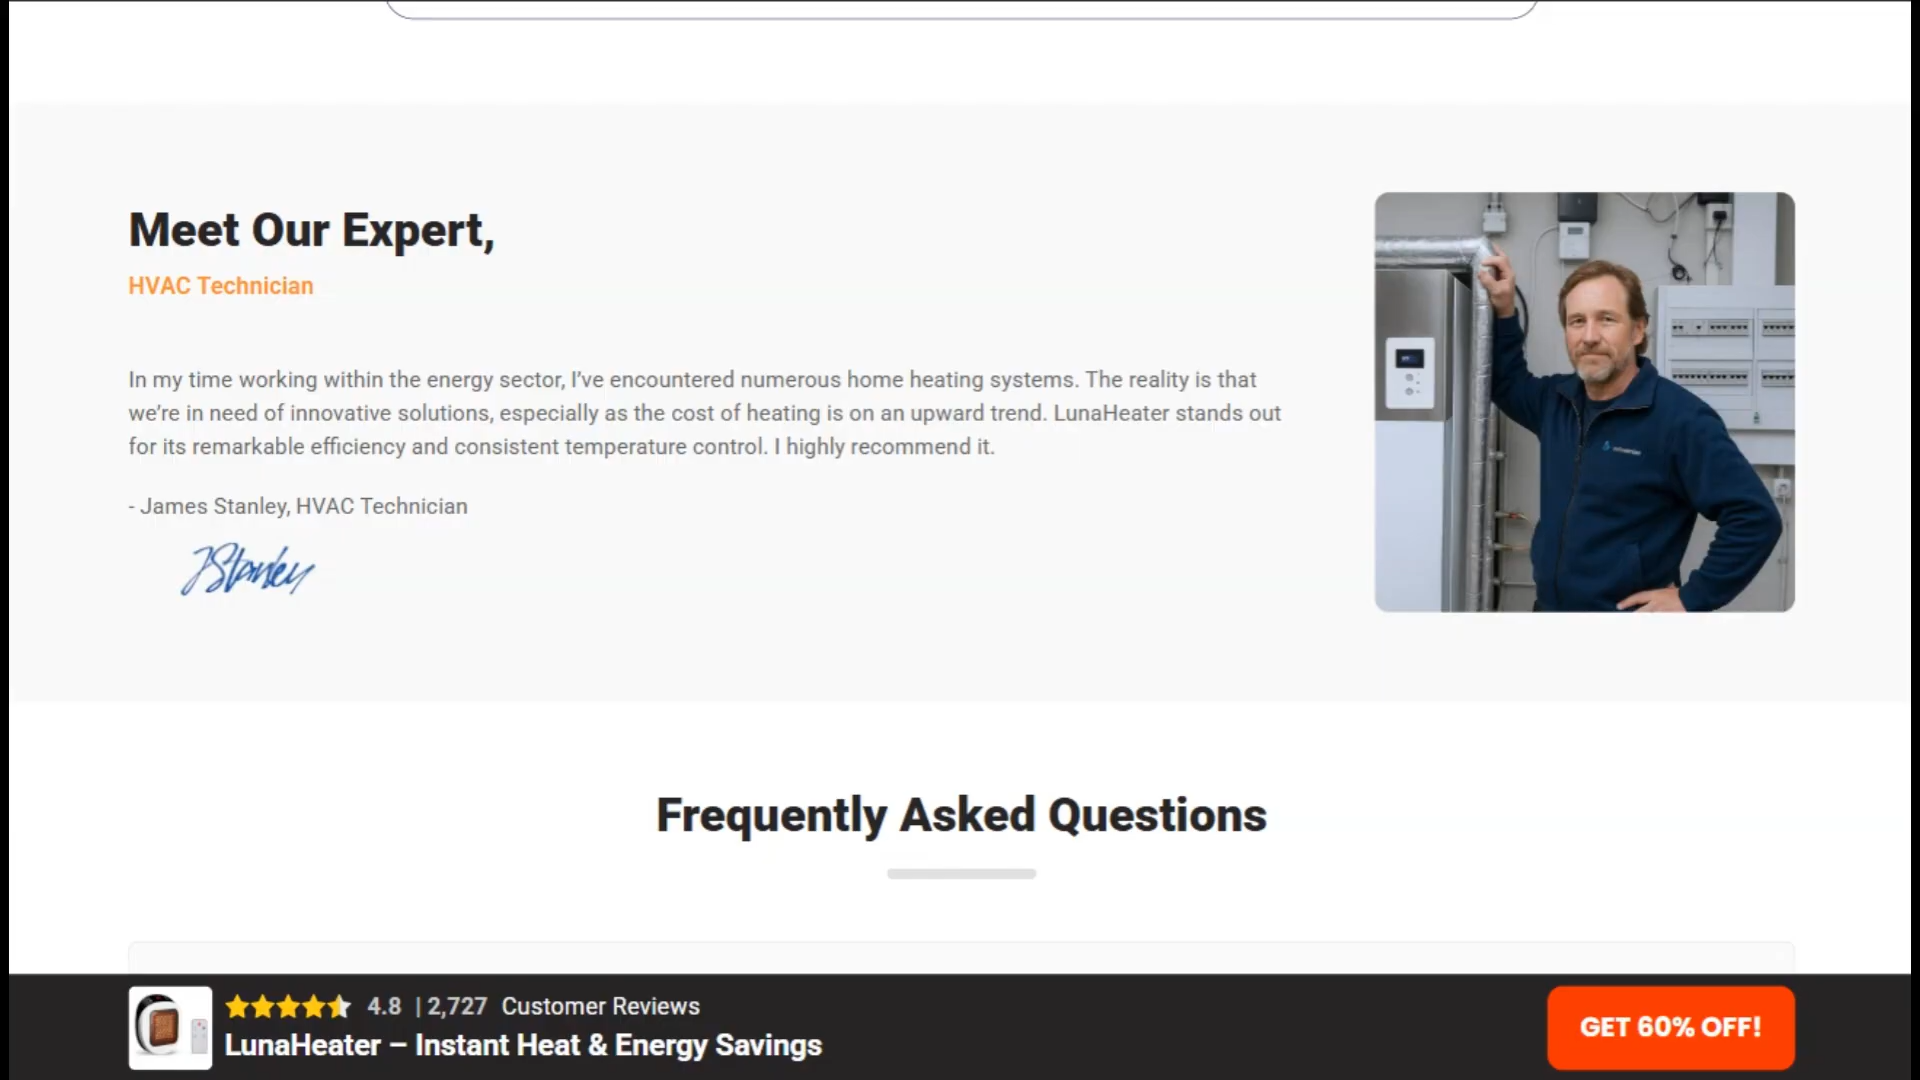 Meet Our Expert,
HVAC Technician
In my time working within the energy sector, I've encountered numerous home heating systems. The reality is that
we're in need of innovative solutions, especially as the cost of heating is on an upward trend. LunaHeater stands out
for its remarkable efficiency and consistent temperature control. I highly recommend it.
- James Stanley, HVAC Technician
JStanley
Frequently Asked Questions
4.8 | 2,727 Customer Reviews
LunaHeater – Instant Heat & Energy Savings
GET 60% OFF!